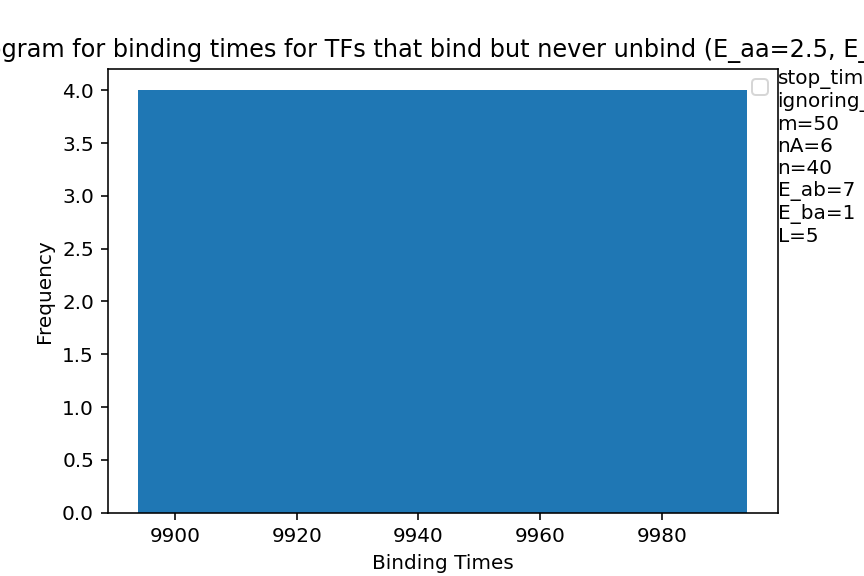 gram for binding times for TFs that bind but never unbind (E_aa=2.5, E_
stop_tim
ignoring_
m=50
nA=6
n=40
E_ab=7
E_ba=1
L=5
4.0
3.5
3.0
2.5
2.0
1.5
1.0
0.5
0.0
Frequency
9900 9920 9940 9960 9980
Binding Times